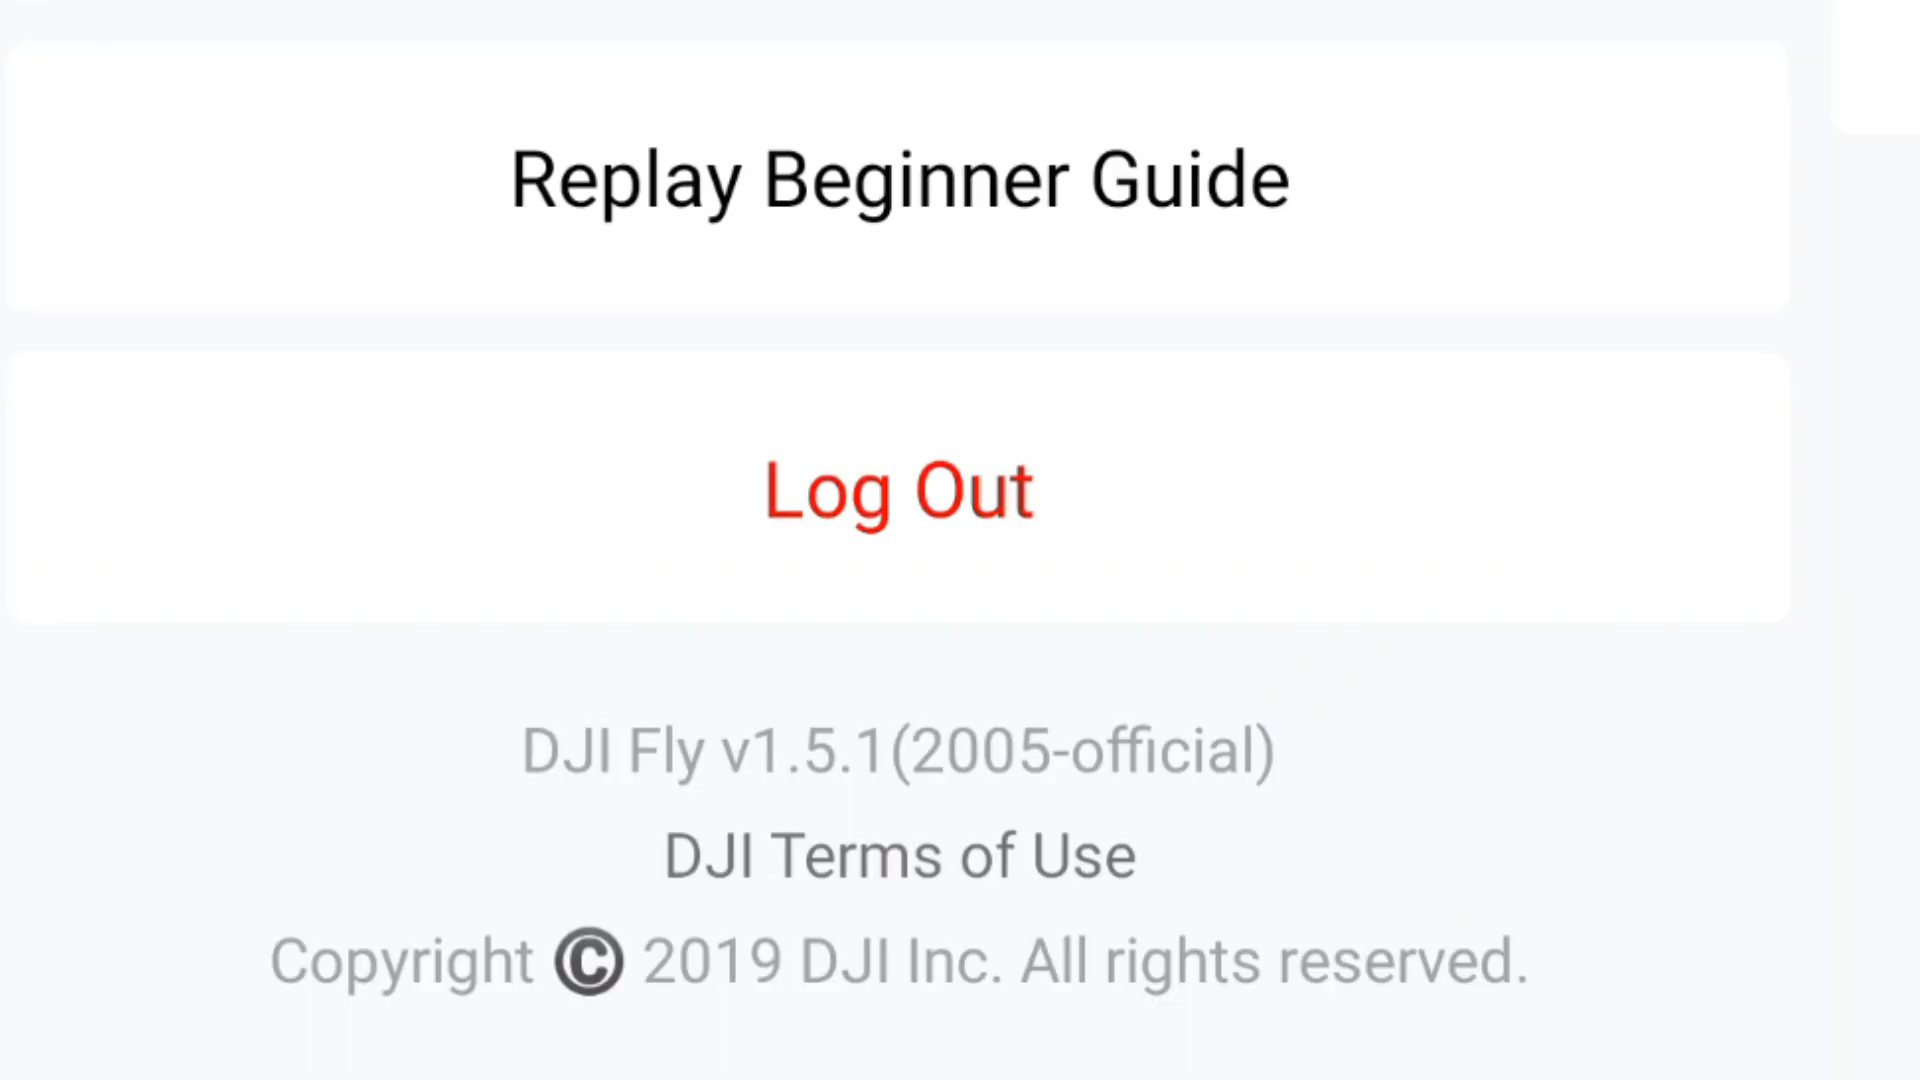 Replay Beginner Guide
Log Out
DJI Fly v1.5.1(2005-official)
DJI Terms of Use
Copyright © 2019 DJI Inc. All rights reserved.